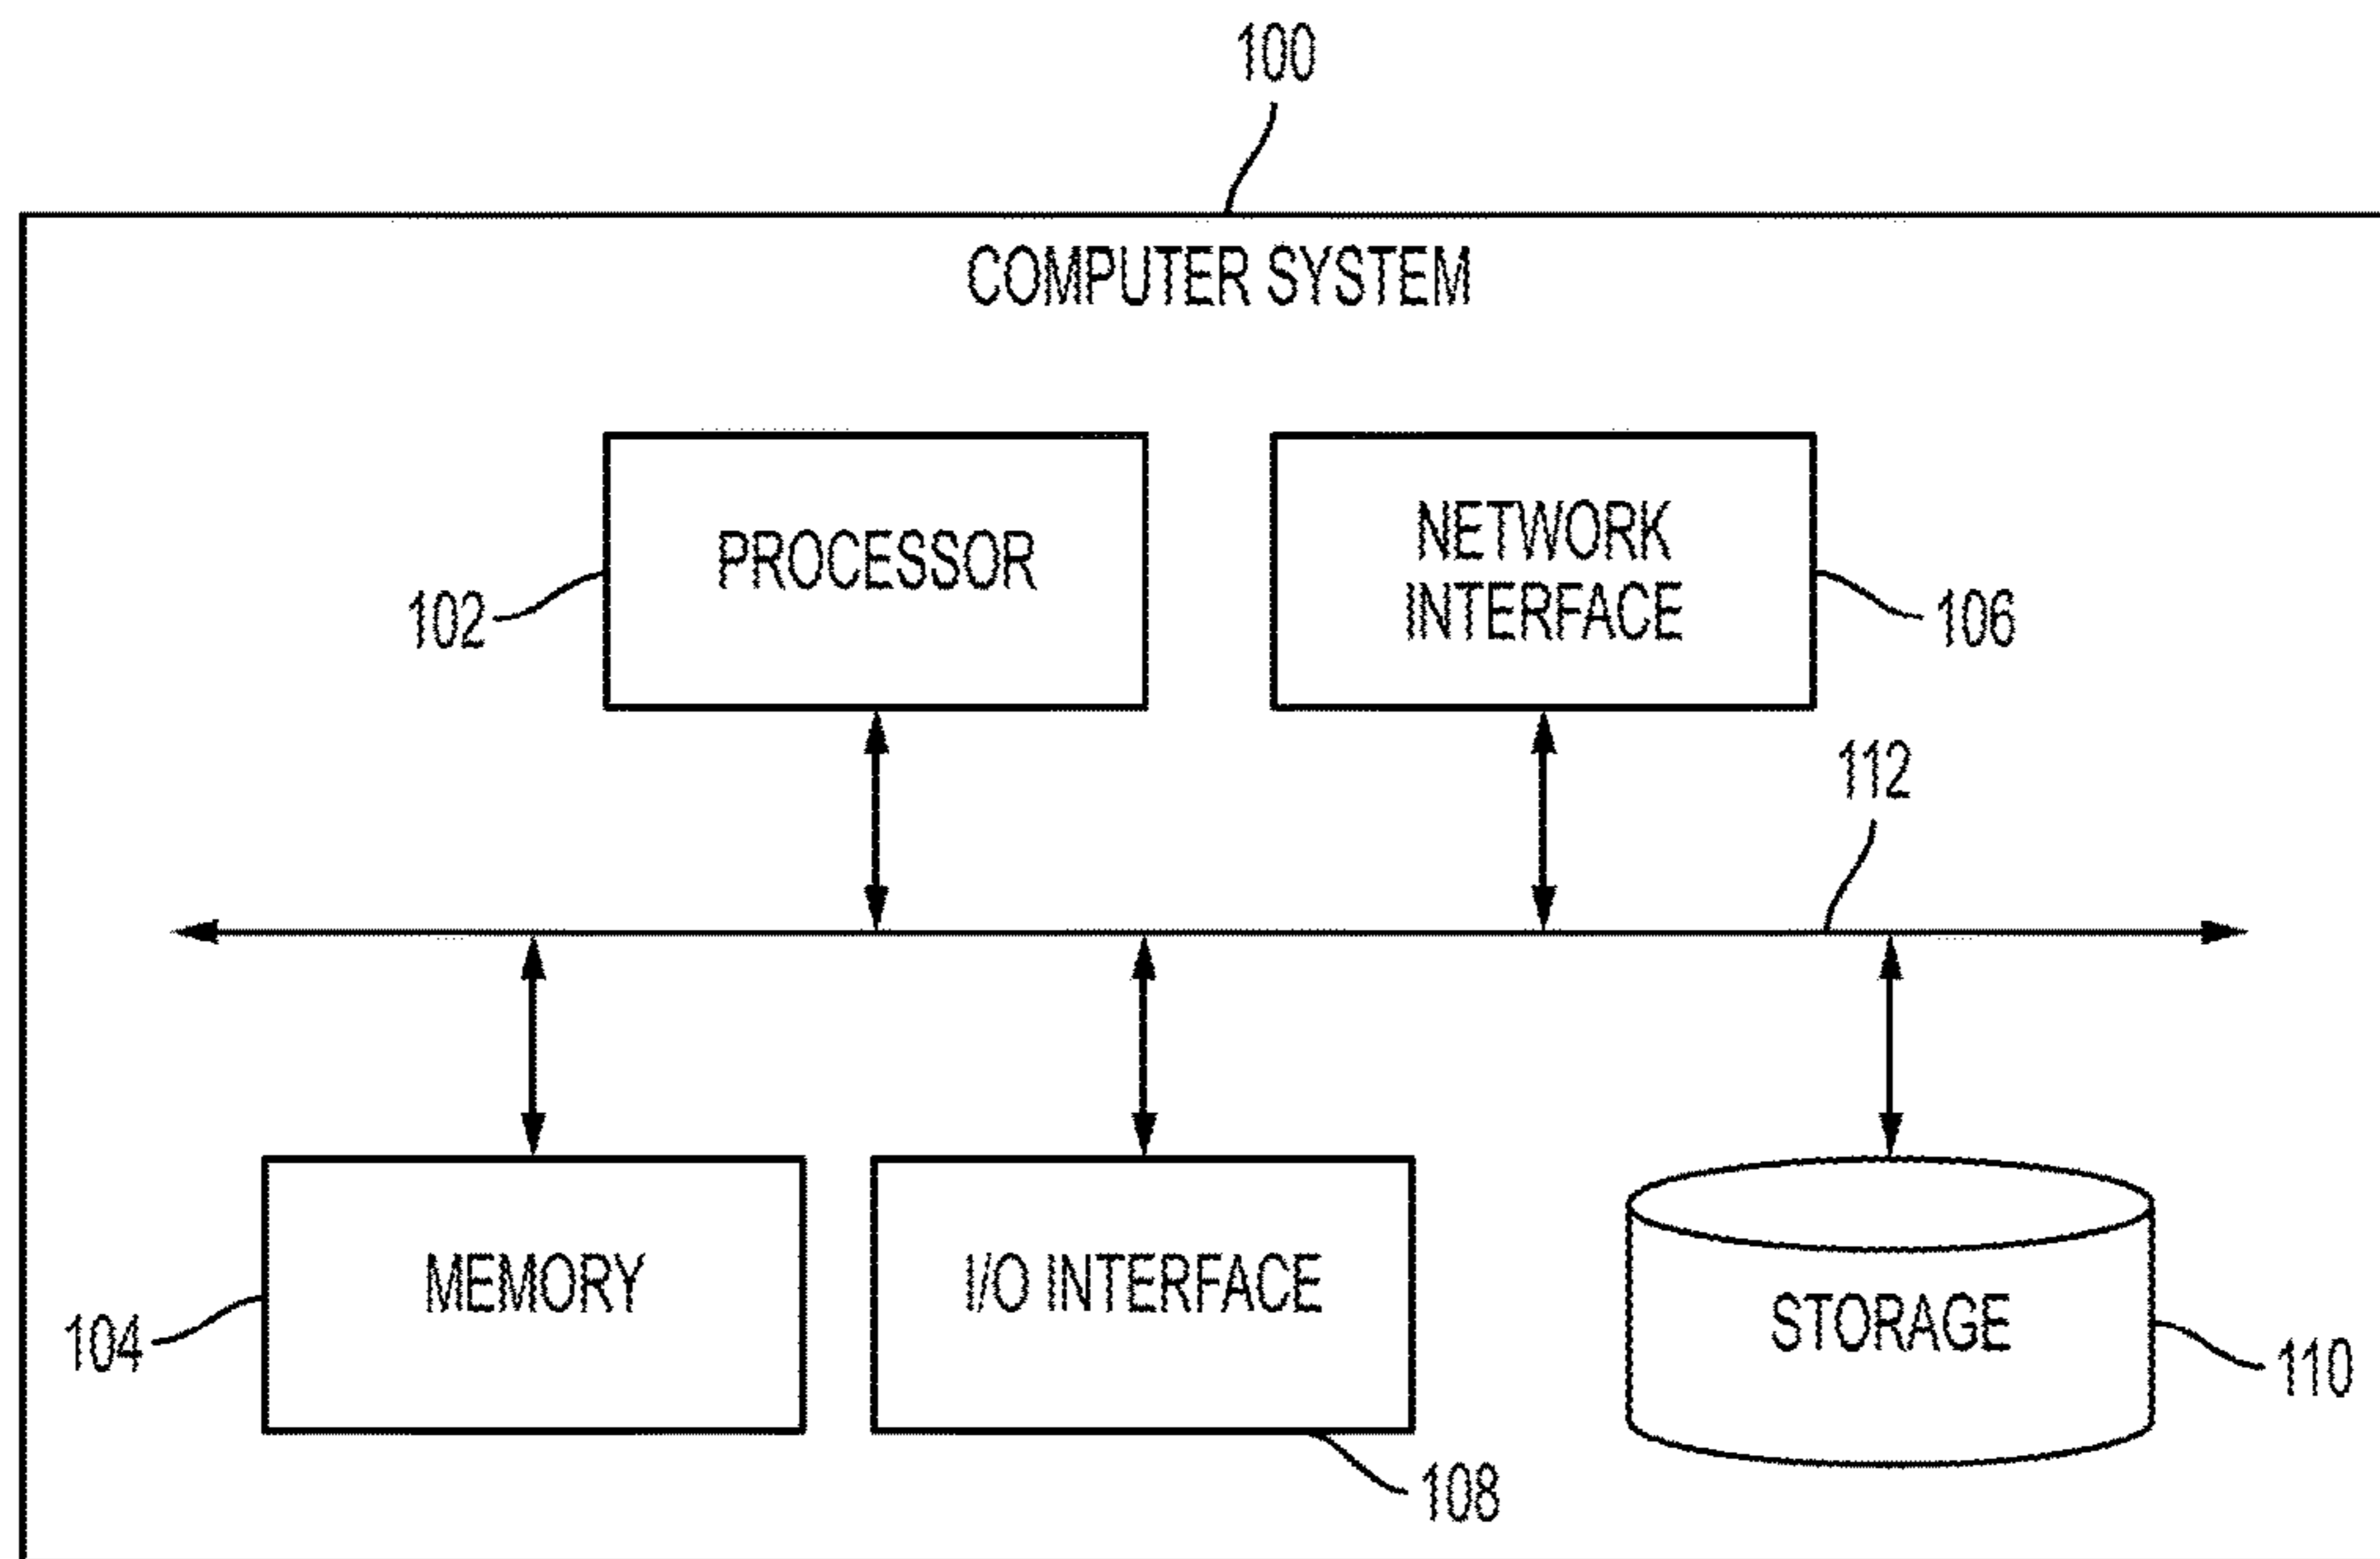 100
COMPUTER SYSTEM
PROCESSOR
NETWORK
INTERFACE
102
106
112
MEMORY
I/O INTERFACE
STORAGE
104
110
108